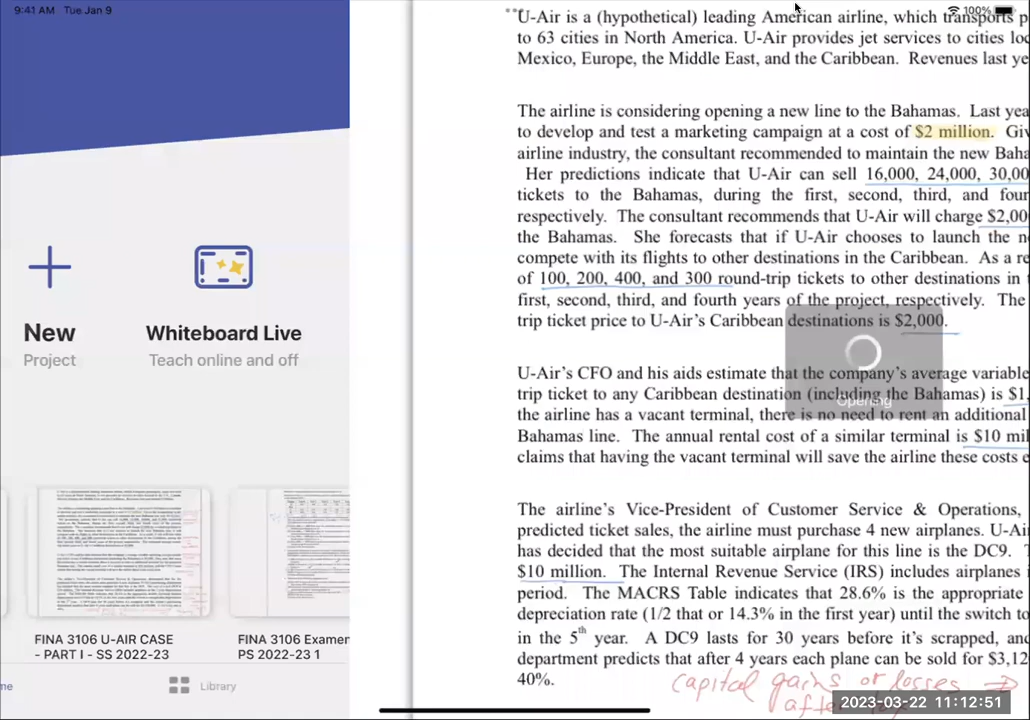 9:41 AM Tue Jan 9
100%
New
Project
Whiteboard Live
Teach online and off
FINA 3106 U-AIR CASE
- PART I - SS 2022-23
FINA 3106 Examen
PS 2022-23 1
me
Library
U-Air is a (hypothetical) leading American airline, which transports p
to 63 cities in North America. U-Air provides jet services to cities loc
Mexico, Europe, the Middle East, and the Caribbean. Revenues last ye
The airline is considering opening a new line to the Bahamas. Last yea
to develop and test a marketing campaign at a cost of $2 million. Giv
airline industry, the consultant recommended to maintain the new Baha
Her predictions indicate that U-Air can sell 16,000, 24,000, 30,00
tickets to the Bahamas, during the first, second, third, and four
respectively. The consultant recommends that U-Air will charge $2,00
the Bahamas. She forecasts that if U-Air chooses to launch the n
compete with its flights to other destinations in the Caribbean. As a re
of 100, 200, 400, and 300 round-trip tickets to other destinations in
first, second, third, and fourth years of the project, respectively. The
trip ticket price to U-Air's Caribbean destinations is $2,000.
Opening
U-Air's CFO and his aids estimate that the company's average variable
trip ticket to any Caribbean destination (including the Bahamas) is $1.
the airline has a vacant terminal, there is no need to rent an additional
Bahamas line. The annual rental cost of a similar terminal is $10 mil
claims that having the vacant terminal will save the airline these costs e
The airline's Vice-President of Customer Service & Operations,
predicted ticket sales, the airline must purchase 4 new airplanes. U-Ai
has decided that the most suitable airplane for this line is the DC9. T
$10 million. The Internal Revenue Service (IRS) includes airplanes i
period. The MACRS Table indicates that 28.6% is the appropriate
depreciation rate (1/2 that or 14.3% in the first year) until the switch to
in the 5th year. A DC9 lasts for 30 years before it's scrapped, and
department predicts that after 4 years each plane can be sold for $3,12
40%.
capital gains or losses ⇒
2023-03-22 11:12:51